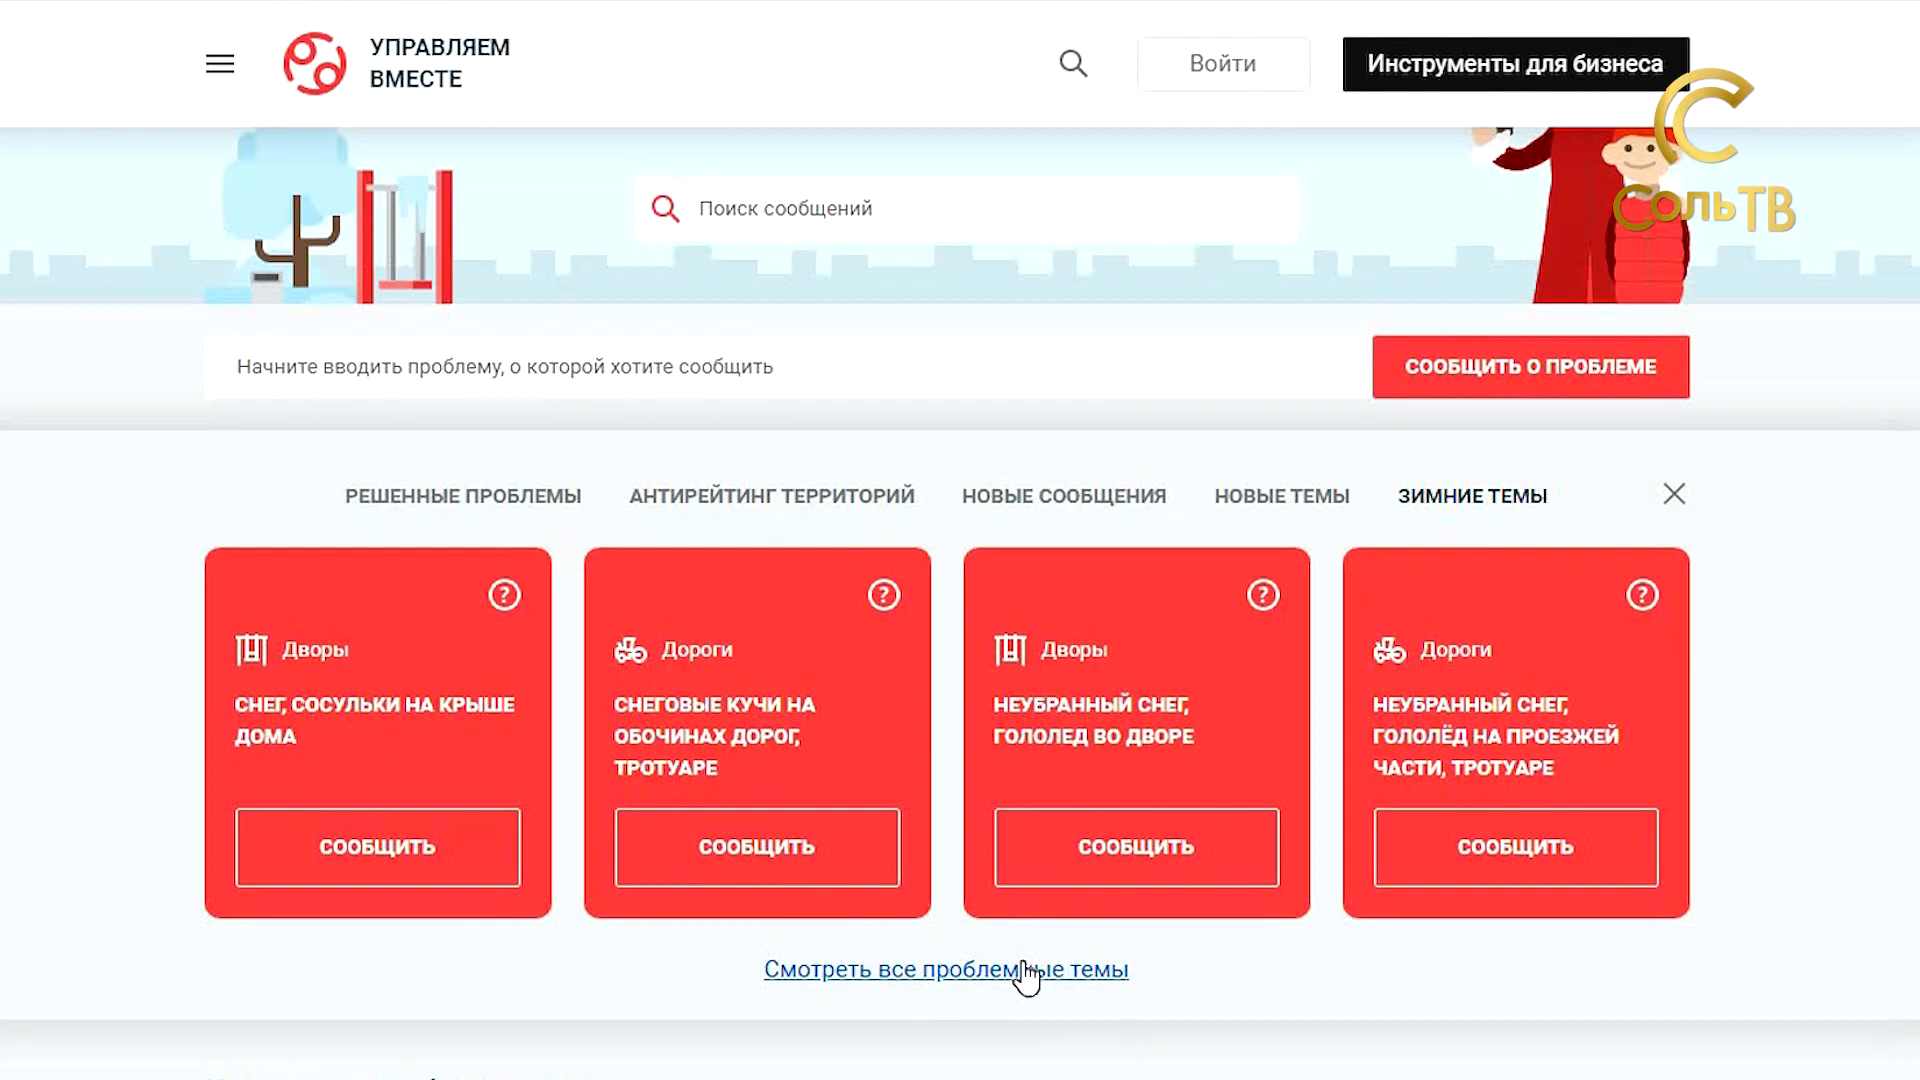 УПРАВЛЯЕМ
ВМЕСТЕ
Войти
Инструменты для бизнеса
Соль ТВ
Поиск сообщений
Начните вводить проблему, о которой хотите сообщить
СООБЩИТЬ О ПРОБЛЕМЕ
РЕШЕННЫЕ ПРОБЛЕМЫ
АНТИРЕЙТИНГ ТЕРРИТОРИЙ
НОВЫЕ СООБЩЕНИЯ
НОВЫЕ ТЕМЫ
ЗИМНИЕ ТЕМЫ
Дворы
СНЕГ, СОСУЛЬКИ НА КРЫШЕ
ДОМА
СООБЩИТЬ
Дороги
СНЕГОВЫЕ КУЧИ НА
ОБОЧИНАХ ДОРОГ,
ТРОТУАРЕ
СООБЩИТЬ
Дворы
НЕУБРАННЫЙ СНЕГ,
ГОЛОЛЕД ВО ДВОРЕ
СООБЩИТЬ
Дороги
НЕУБРАННЫЙ СНЕГ,
ГОЛОЛЁД НА ПРОЕЗЖЕЙ
ЧАСТИ, ТРОТУАРЕ
СООБЩИТЬ
Смотреть все проблемные темы